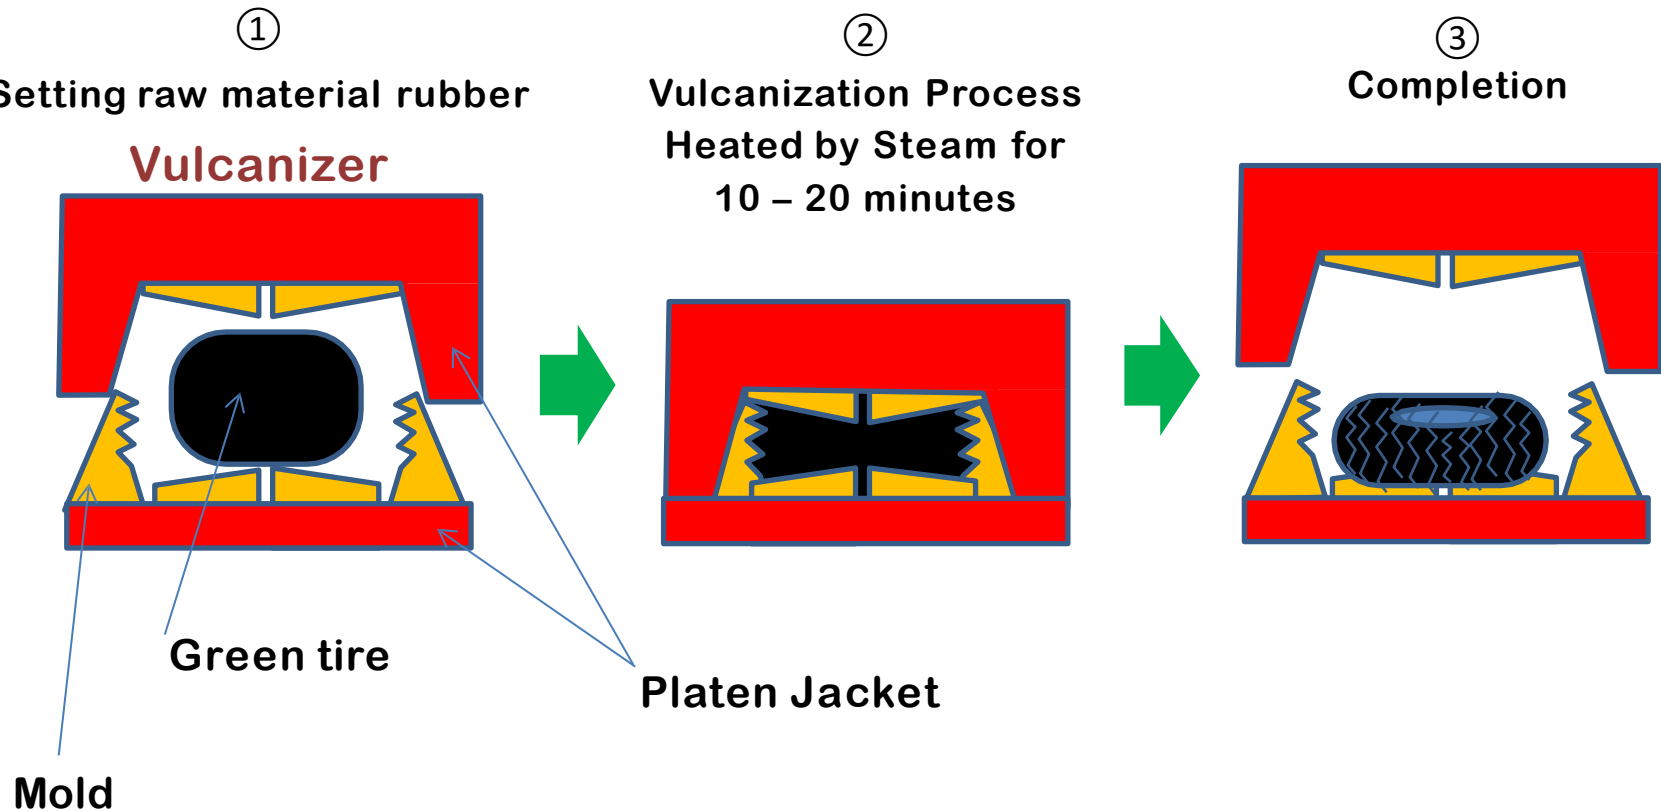 ①
Setting raw material rubber
Vulcanizer
②
Vulcanization Process
Heated by Steam for
10 – 20 minutes
③
Completion
Green tire
Platen Jacket
Mold